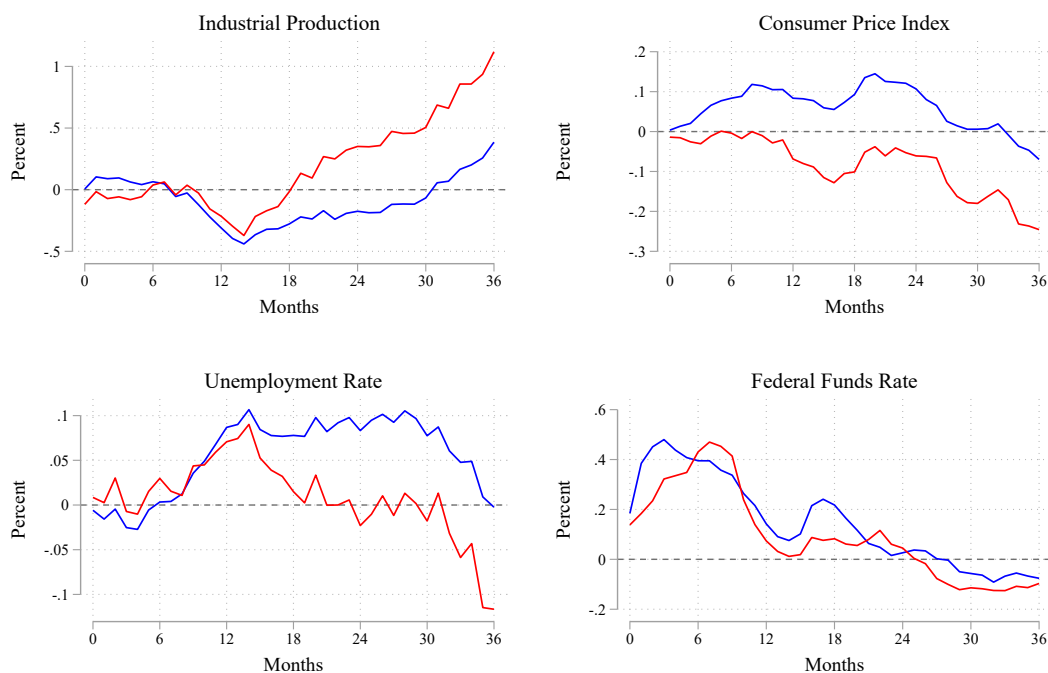 Industrial Production
Percent
1
.5
0
-.5
0 6 12 18 24 30 36
Months
Consumer Price Index
Percent
.2
.1
0
-.1
-.2
-.3
0 6 12 18 24 30 36
Months
Unemployment Rate
Percent
.1
.05
0
-.05
-.1
0 6 12 18 24 30 36
Months
Federal Funds Rate
Percent
.6
.4
.2
0
-.2
0 6 12 18 24 30 36
Months